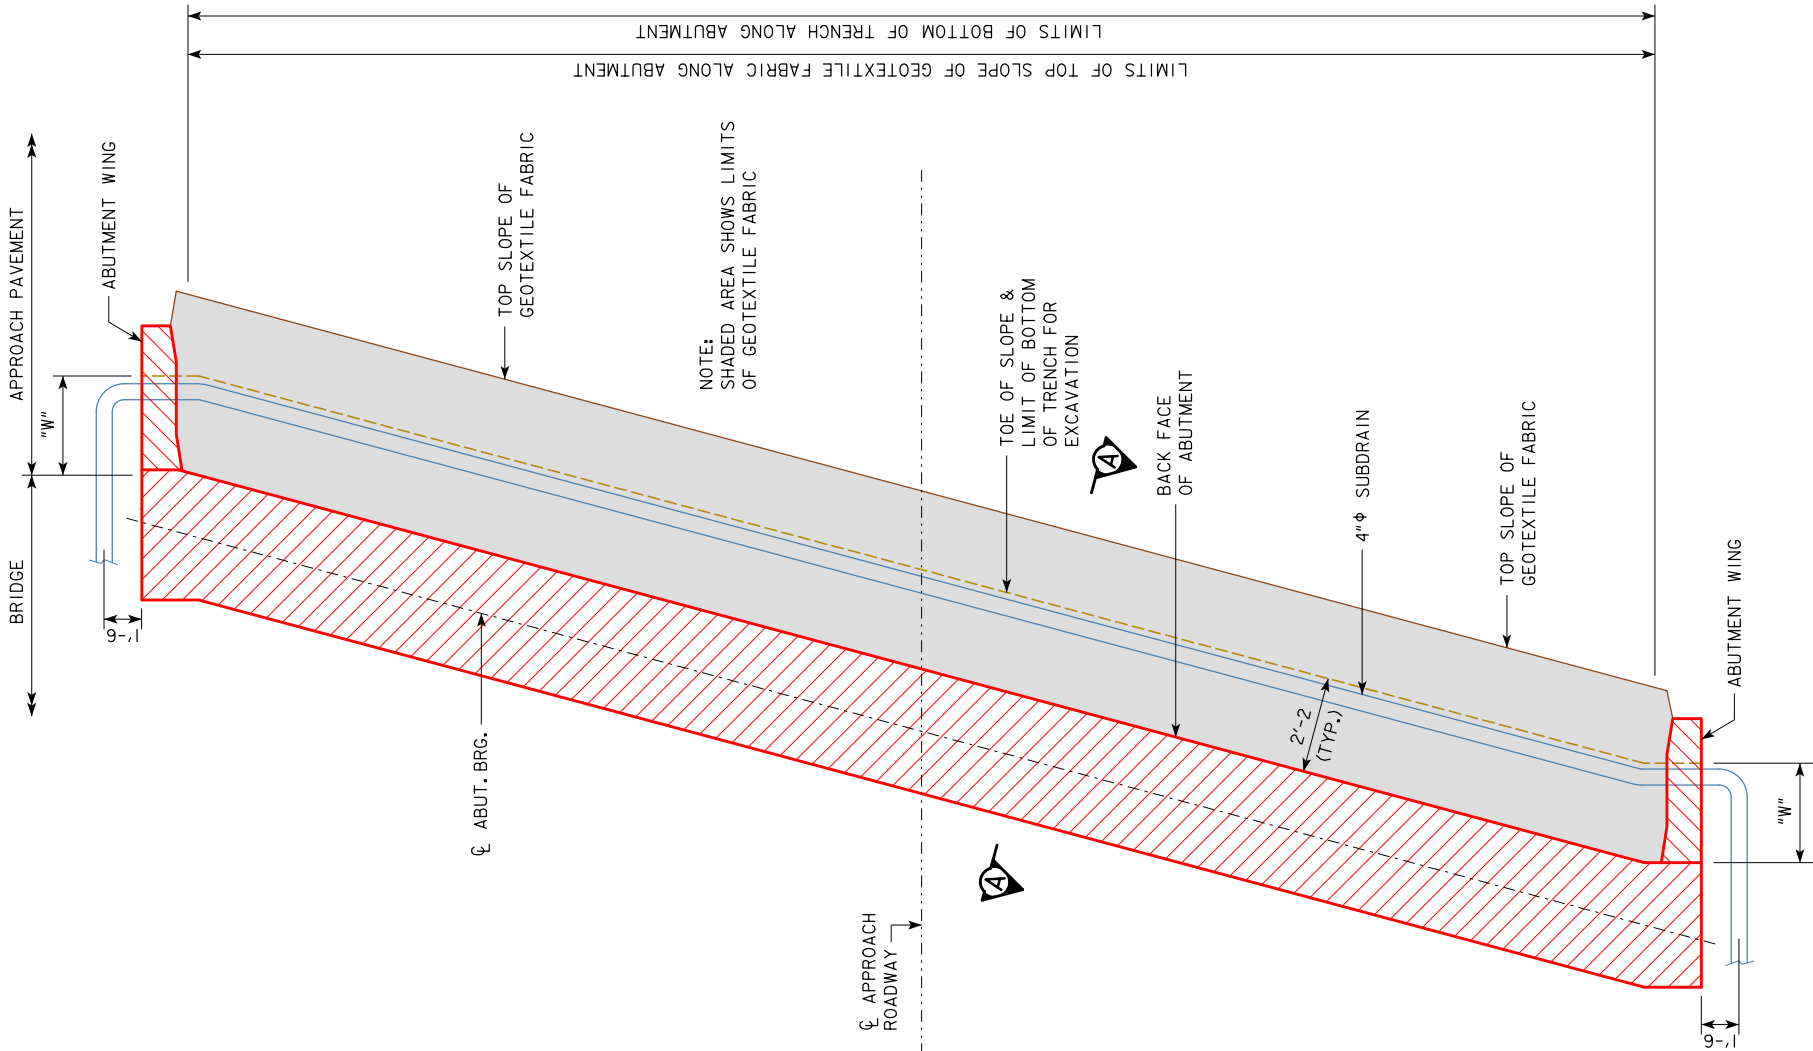 LIMITS OF BOTTOM OF TRENCH ALONG ABUTMENT
LIMITS OF TOP SLOPE OF GEOTEXTILE FABRIC ALONG ABUTMENT
APPROACH PAVEMENT
BRIDGE
ABUTMENT WING
"W"
1'-6
TOP SLOPE OF
GEOTEXTILE FABRIC
NOTE:
SHADED AREA SHOWS LIMITS
OF GEOTEXTILE FABRIC
TOE OF SLOPE &
LIMIT OF BOTTOM
OF TRENCH FOR
EXCAVATION
A
BACK FACE
OF ABUTMENT
4"φ SUBDRAIN
TOP SLOPE OF
GEOTEXTILE FABRIC
ABUTMENT WING
2'-2
(TYP.)
℄ ABUT. BRG.
A
℄ APPROACH
ROADWAY
"W"
1'-6